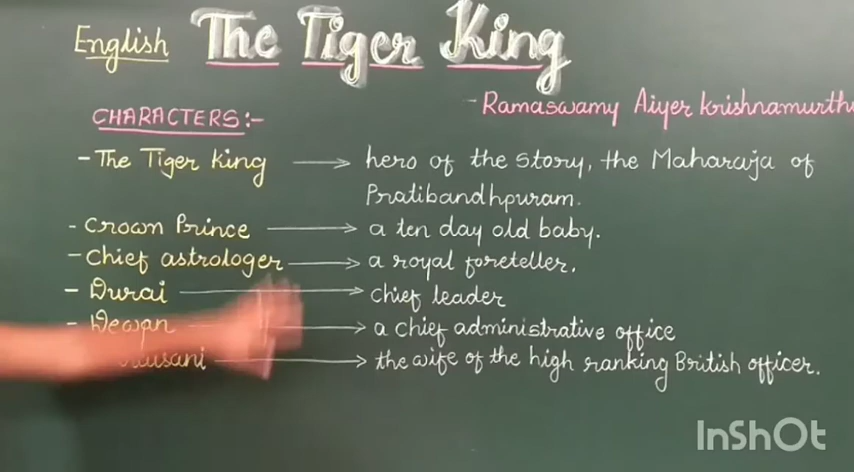 English The Tiger King
- Ramaswamy Aiyer Krishnamurth
CHARACTERS:-
- The Tiger King → hero of the story, the Maharaja of
Pratibandhpuram.
- Crown Prince → a ten day old baby.
- Chief astrologer → a royal foreteller.
- Durai → chief leader
- Dewan → a chief administrative office
→ the wife of the high ranking British officer.
InShOt